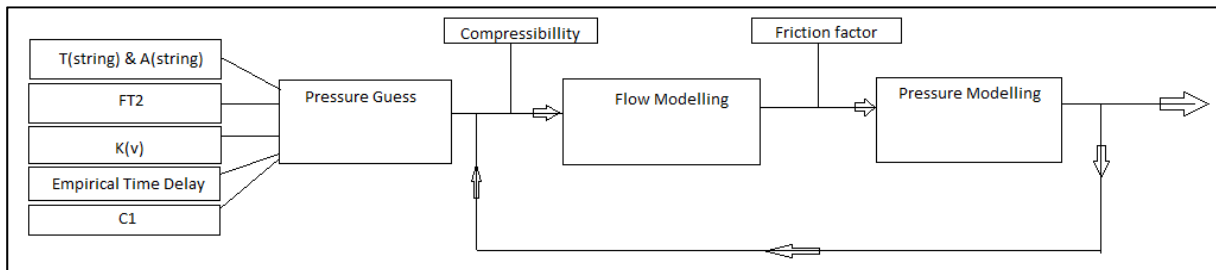 Compressibillity
Friction factor
T(string) & A(string)
FT2
K(v)
Empirical Time Delay
C1
Pressure Guess
Flow Modelling
Pressure Modelling